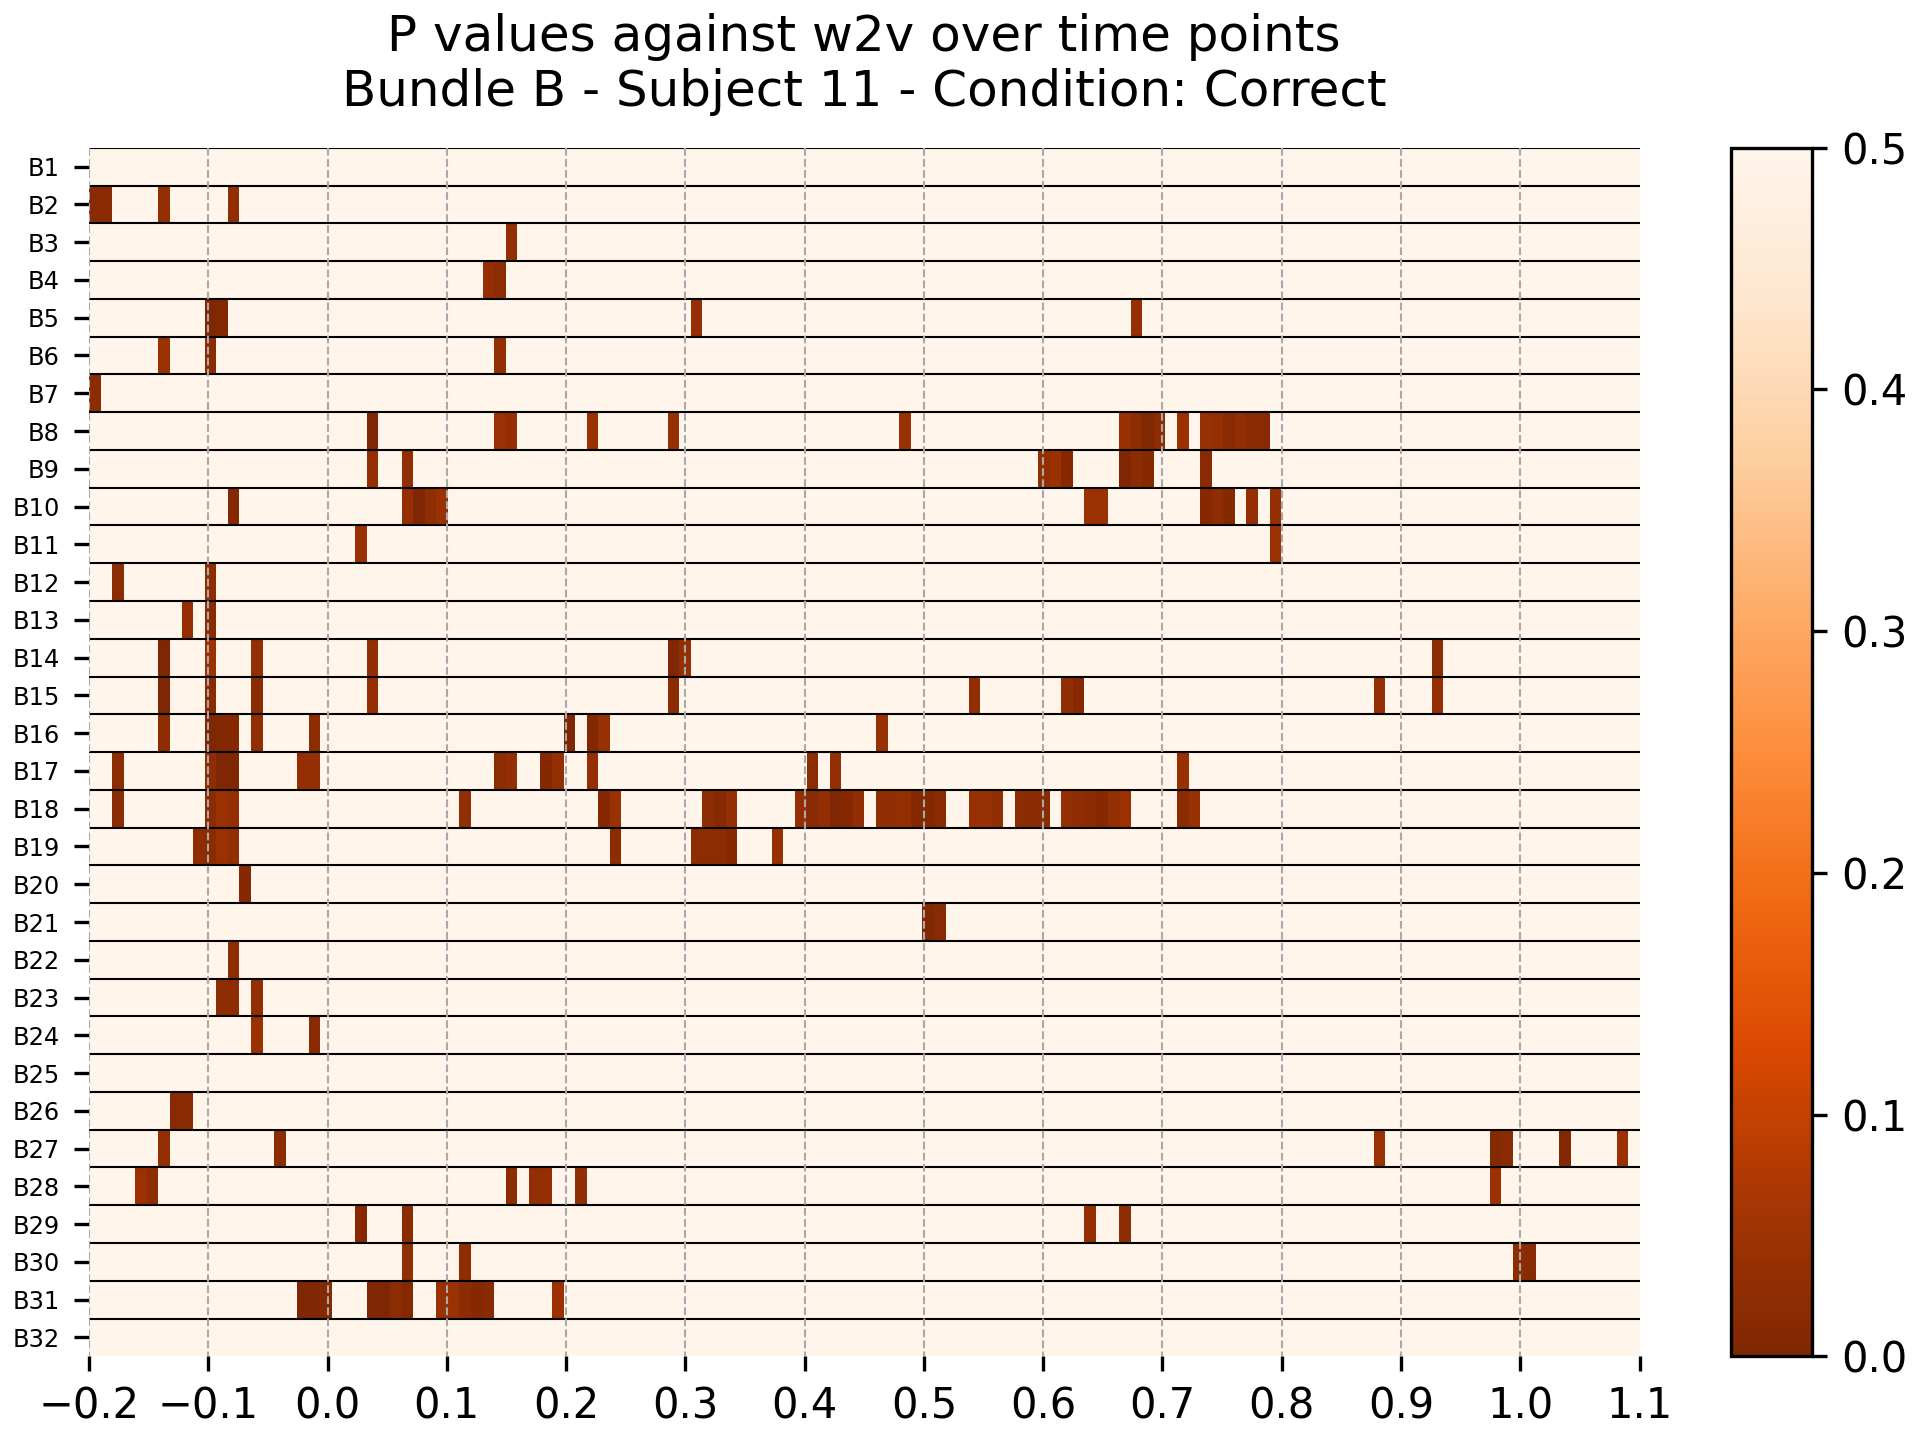 P values against w2v over time points
Bundle B - Subject 11 - Condition: Correct
B1
B2
B3
B4
B5
B6
B7
B8
B9
B10
B11
B12
B13
B14
B15
B16
B17
B18
B19
B20
B21
B22
B23
B24
B25
B26
B27
B28
B29
B30
B31
B32
−0.2 −0.1 0.0 0.1 0.2 0.3 0.4 0.5 0.6 0.7 0.8 0.9 1.0 1.1
0.5
0.4
0.3
0.2
0.1
0.0